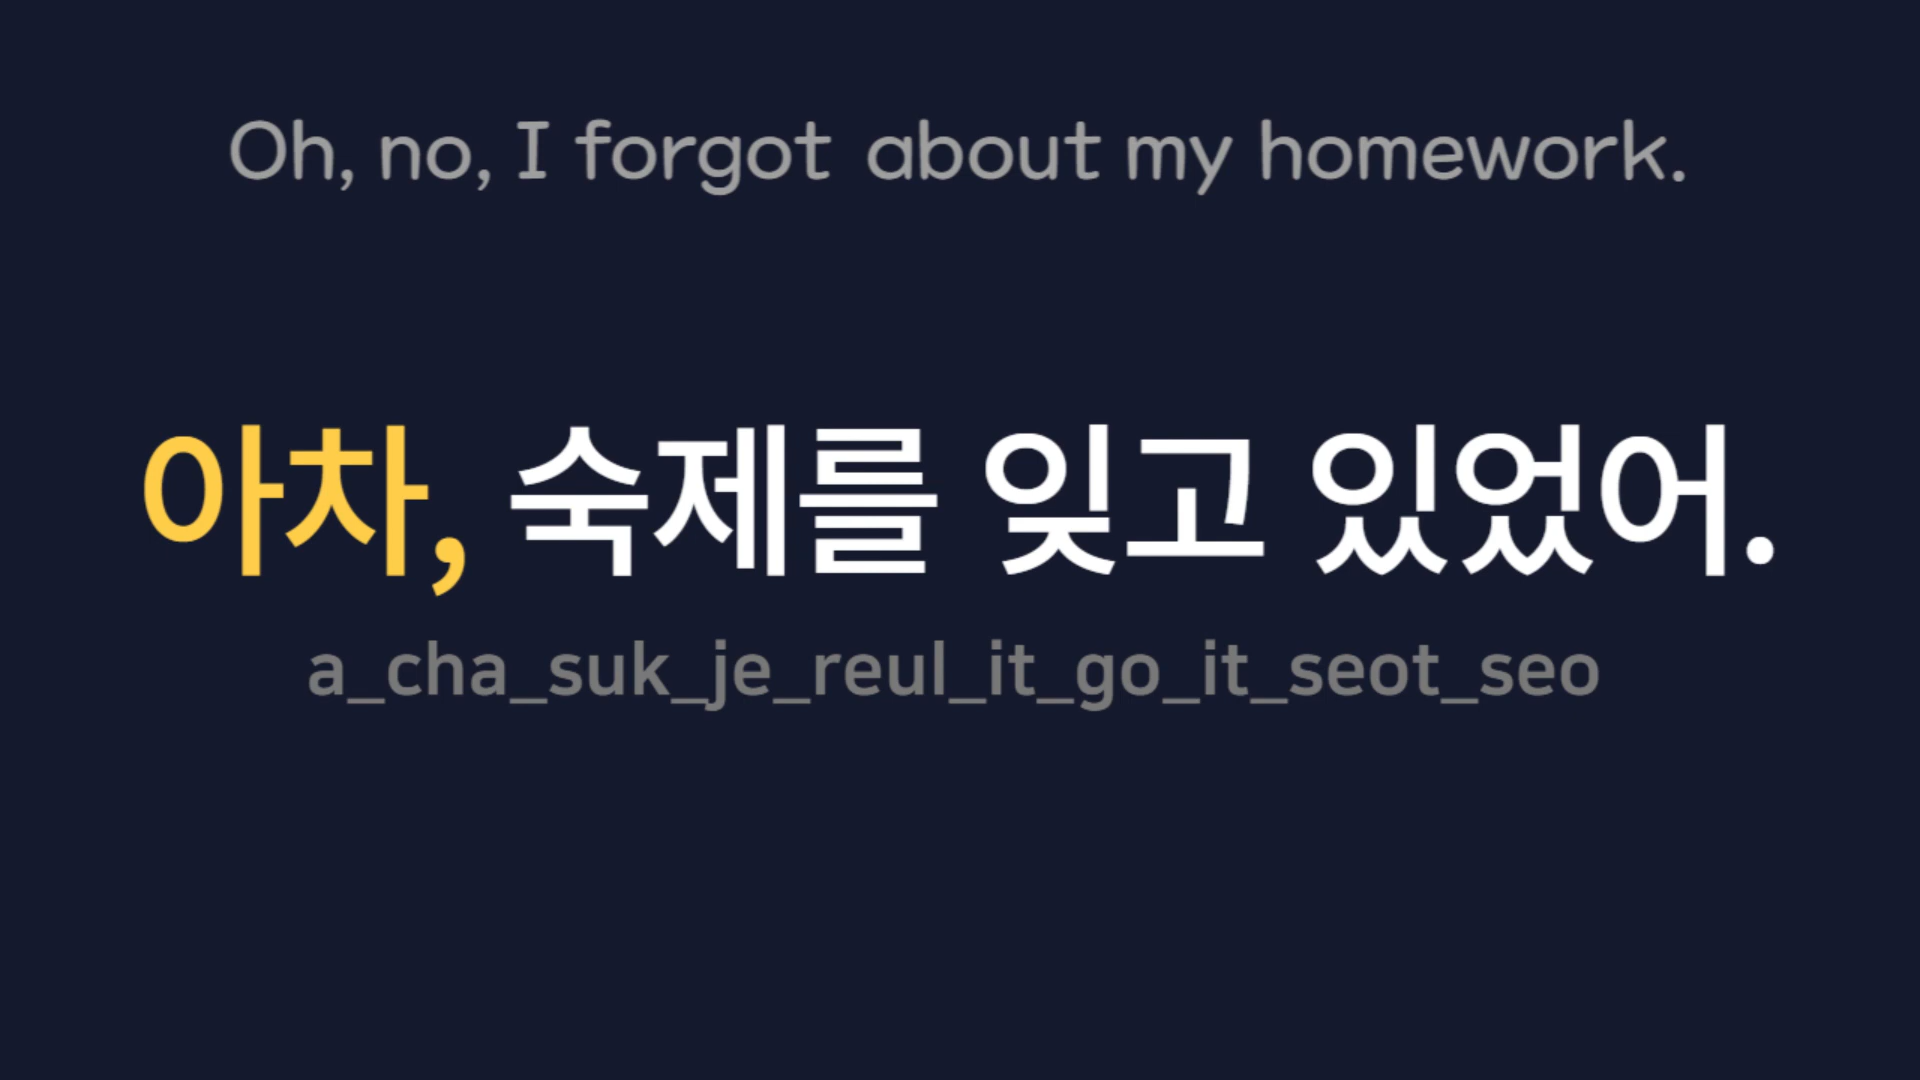 Oh, no, I forgot about my homework.
아차, 숙제를 잊고 있었어.
a_cha_suk_je_reul_it_go_it_seot_seo